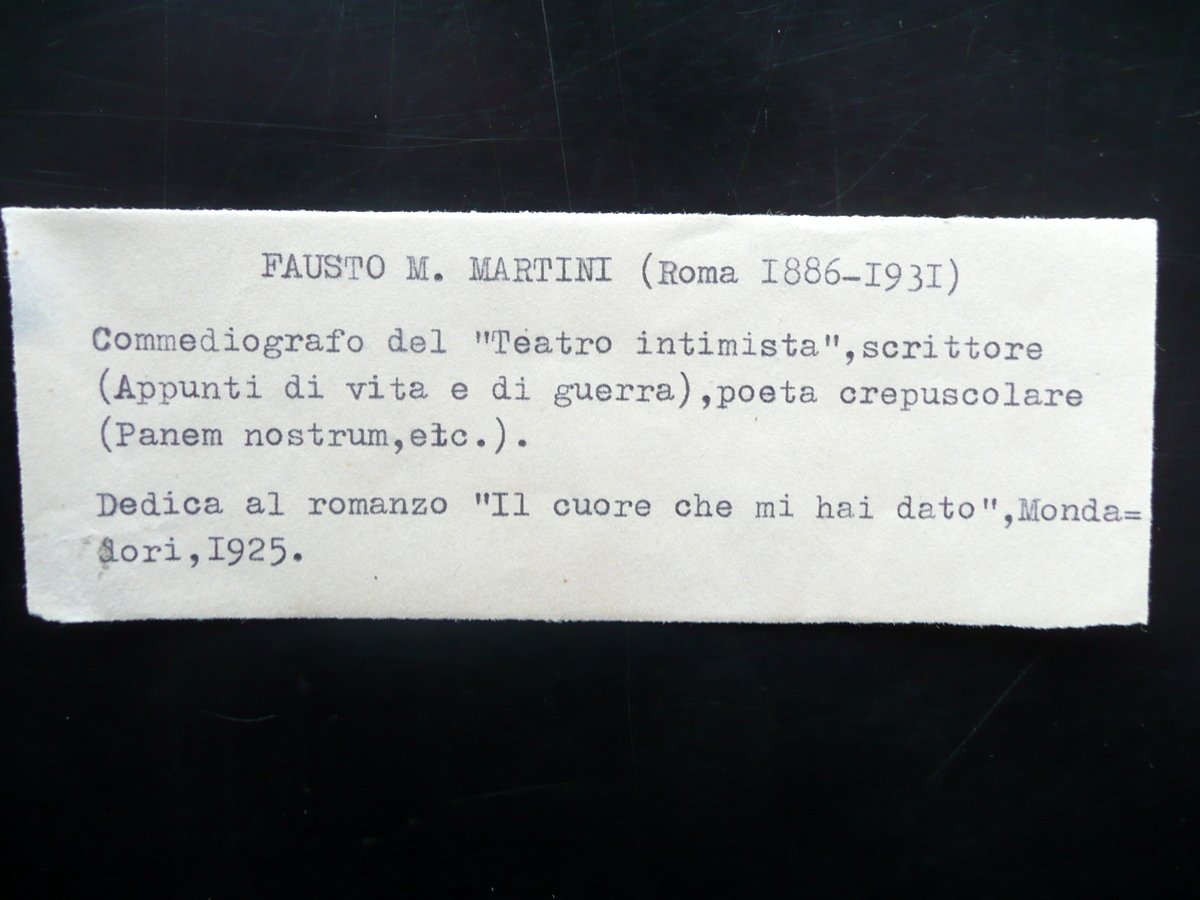 FAUSTO M. MARTINI (Roma I886-I93I)
Commediografo del "Teatro intimista",scrittore
(Appunti di vita e di guerra),poeta crepuscolare
(Panem nostrum,etc.).
Dedica al romanzo "Il cuore che mi hai dato",Monda=
dori,I925.